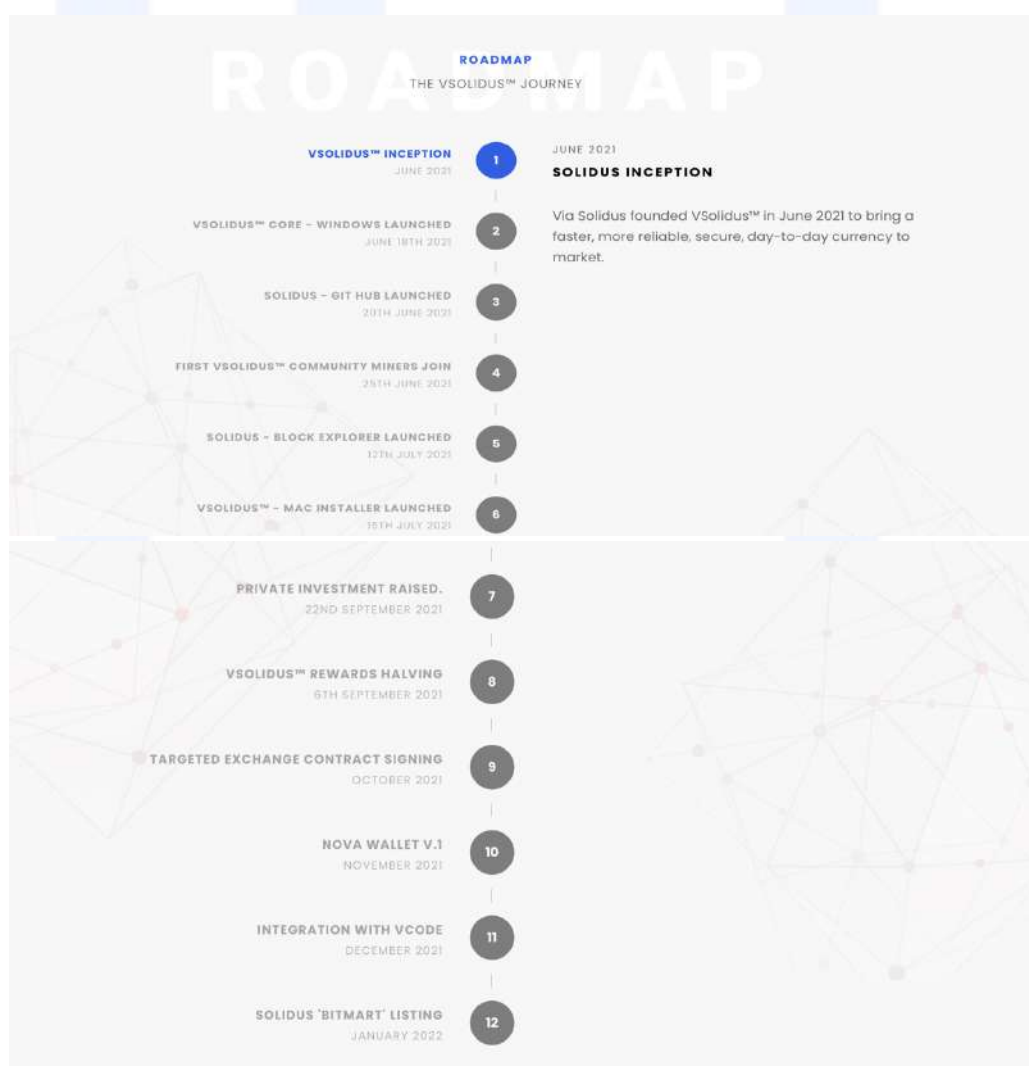 ROADMAP
ROADMAP
THE VSOLIDUS™ JOURNEY
VSOLIDUS™ INCEPTION
JUNE 2021
1
JUNE 2021
SOLIDUS INCEPTION
Via Solidus founded VSolidus™ in June 2021 to bring a
faster, more reliable, secure, day-to-day currency to
market.
VSOLIDUS™ CORE - WINDOWS LAUNCHED
JUNE 18TH 2021
2
SOLIDUS - GIT HUB LAUNCHED
20TH JUNE 2021
3
FIRST VSOLIDUS™ COMMUNITY MINERS JOIN
25TH JUNE 2021
4
SOLIDUS - BLOCK EXPLORER LAUNCHED
12TH JULY 2021
5
VSOLIDUS™ - MAC INSTALLER LAUNCHED
15TH JULY 2021
6
PRIVATE INVESTMENT RAISED.
22ND SEPTEMBER 2021
7
VSOLIDUS™ REWARDS HALVING
6TH SEPTEMBER 2021
8
TARGETED EXCHANGE CONTRACT SIGNING
OCTOBER 2021
9
NOVA WALLET V.1
NOVEMBER 2021
10
INTEGRATION WITH VCODE
DECEMBER 2021
11
SOLIDUS 'BITMART' LISTING
JANUARY 2022
12